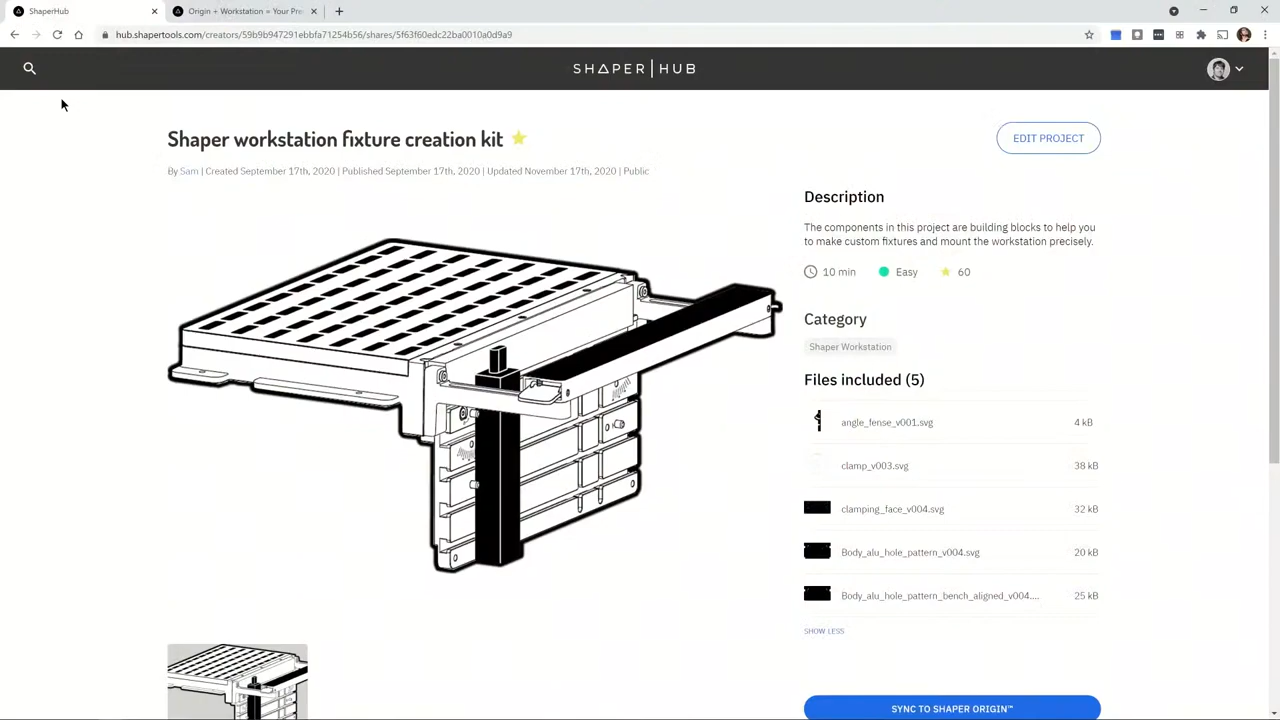 ShaperHub
Origin + Workstation = Your Pre
hub.shapertools.com/creators/59b9b947291ebbfa71254b56/shares/5f63f60edc22ba0010a0d9a9
SHAPER|HUB
Shaper workstation fixture creation kit
By Sam | Created September 17th, 2020 | Published September 17th, 2020 | Updated November 17th, 2020 | Public
EDIT PROJECT
Description
The components in this project are building blocks to help you
to make custom fixtures and mount the workstation precisely.
10 min Easy 60
Category
Shaper Workstation
Files included (5)
angle_fense_v001.svg 4 kB
clamp_v003.svg 38 kB
clamping_face_v004.svg 32 kB
Body_alu_hole_pattern_v004.svg 20 kB
Body_alu_hole_pattern_bench_aligned_v004.... 25 kB
SHOW LESS
SYNC TO SHAPER ORIGIN™